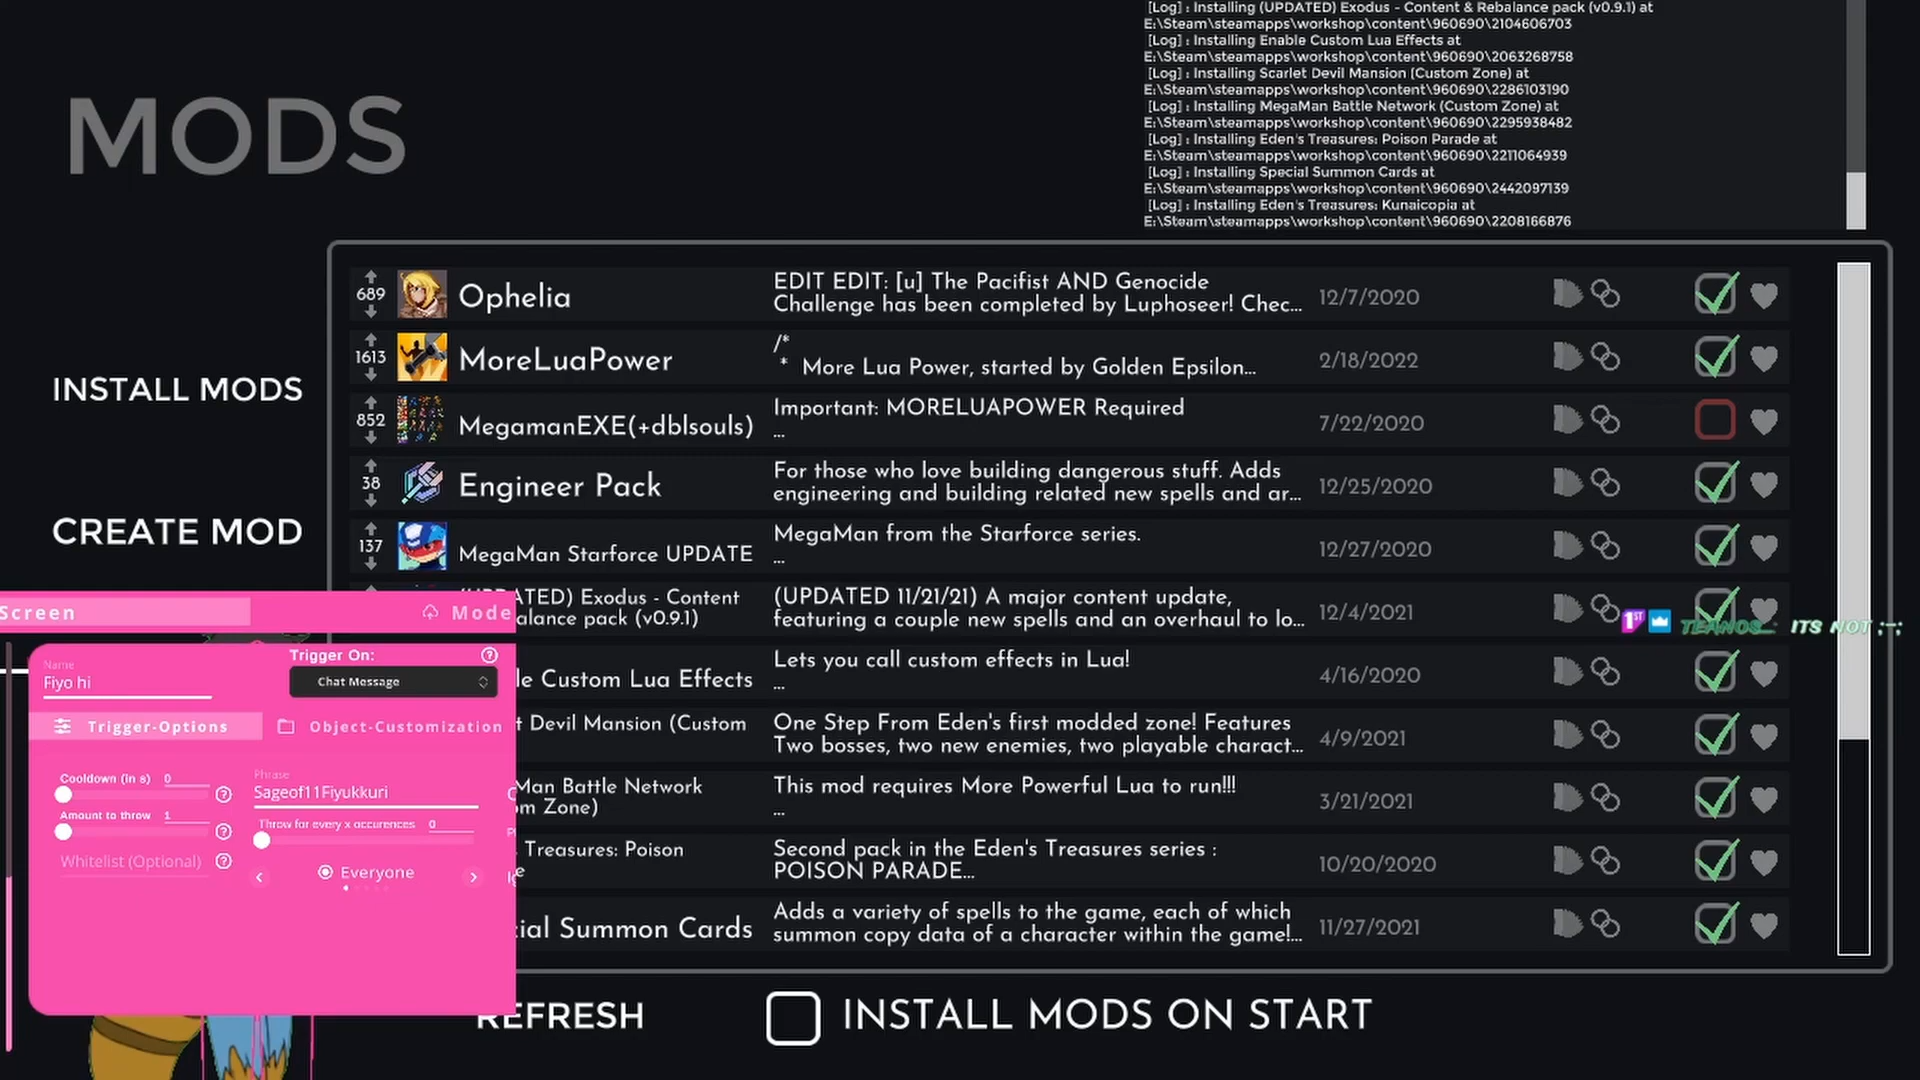 [Log] : Installing (UPDATED) Exodus - Content & Rebalance pack (v0.9.1) at
E:\Steam\steamapps\workshop\content\960690\2104606703
[Log] : Installing Enable Custom Lua Effects at
E:\Steam\steamapps\workshop\content\960690\2063268758
[Log] : Installing Scarlet Devil Mansion (Custom Zone) at
E:\Steam\steamapps\workshop\content\960690\2286103190
[Log] : Installing MegaMan Battle Network (Custom Zone) at
E:\Steam\steamapps\workshop\content\960690\2295938482
[Log] : Installing Eden's Treasures: Poison Parade at
E:\Steam\steamapps\workshop\content\960690\2211064939
[Log] : Installing Special Summon Cards at
E:\Steam\steamapps\workshop\content\960690\2442097139
[Log] : Installing Eden's Treasures: Kunaicopia at
E:\Steam\steamapps\workshop\content\960690\2208166876
MODS
INSTALL MODS
CREATE MOD
689 Ophelia
EDIT EDIT: [u] The Pacifist AND Genocide
Challenge has been completed by Luphoseer! Chec...
12/7/2020
1613 MoreLuaPower
/*
* More Lua Power, started by Golden Epsilon...
2/18/2022
852 MegamanEXE(+dblsouls)
Important: MORELUAPOWER Required
...
7/22/2020
38 Engineer Pack
For those who love building dangerous stuff. Adds
engineering and building related new spells and ar...
12/25/2020
137 MegaMan Starforce UPDATE
MegaMan from the Starforce series.
...
12/27/2020
ATED) Exodus - Content
alance pack (v0.9.1)
(UPDATED 11/21/21) A major content update,
featuring a couple new spells and an overhaul to lo...
12/4/2021
1ST TEANOS ITS NOT ;-;
le Custom Lua Effects
Lets you call custom effects in Lua!
...
4/16/2020
t Devil Mansion (Custom
One Step From Eden's first modded zone! Features
Two bosses, two new enemies, two playable charact...
4/9/2021
Man Battle Network
om Zone)
This mod requires More Powerful Lua to run!!!
...
3/21/2021
Treasures: Poison
e
Second pack in the Eden's Treasures series :
POISON PARADE...
10/20/2020
cial Summon Cards
Adds a variety of spells to the game, each of which
summon copy data of a character within the game!...
11/27/2021
Screen
Mode
Name
Fiyo hi
Trigger On:
Chat Message
Trigger-Options
Object-Customization
Cooldown (in s) 0
Phrase
Sageof11Fiyukkuri
Amount to throw 1
Throw for every x occurences 0
Whitelist (Optional)
Everyone
REFRESH
INSTALL MODS ON START